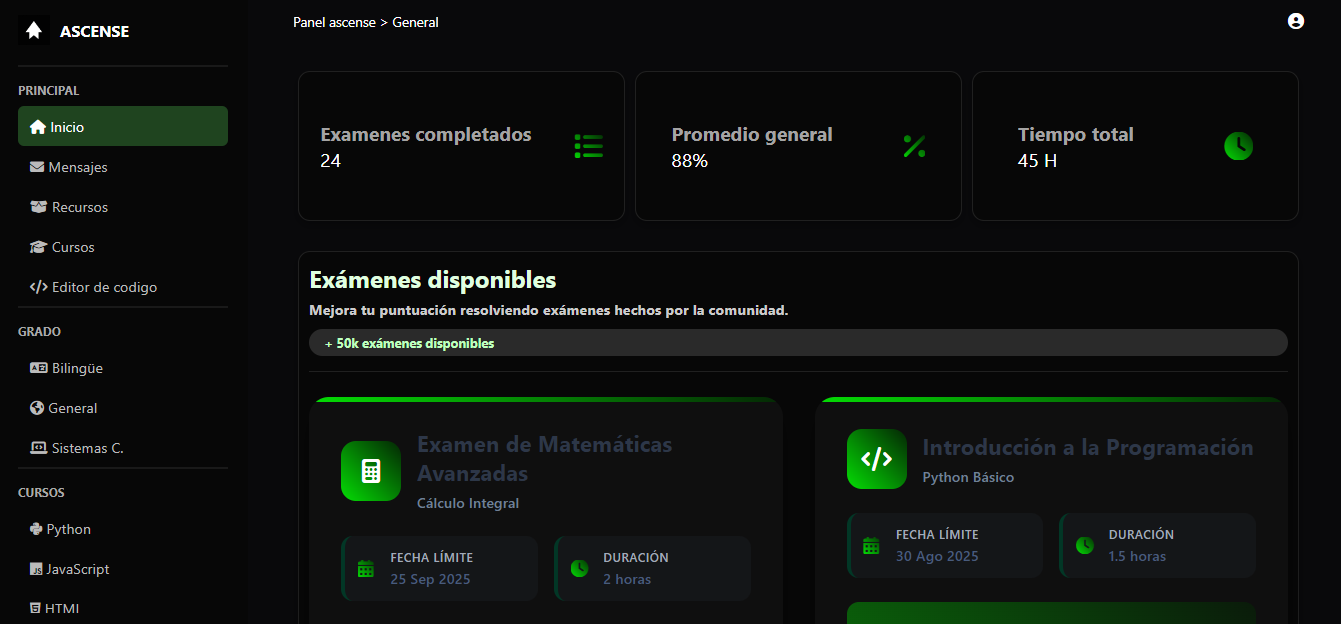 ASCENSE
PRINCIPAL
Inicio
Mensajes
Recursos
Cursos
Editor de codigo
GRADO
Bilingüe
General
Sistemas C.
CURSOS
Python
JavaScript
HTML
Panel ascense > General
Examenes completados
24
Promedio general
88%
Tiempo total
45 H
Exámenes disponibles
Mejora tu puntuación resolviendo exámenes hechos por la comunidad.
+ 50k exámenes disponibles
Examen de Matemáticas
Avanzadas
Cálculo Integral
FECHA LÍMITE
25 Sep 2025
DURACIÓN
2 horas
Introducción a la Programación
Python Básico
FECHA LÍMITE
30 Ago 2025
DURACIÓN
1.5 horas